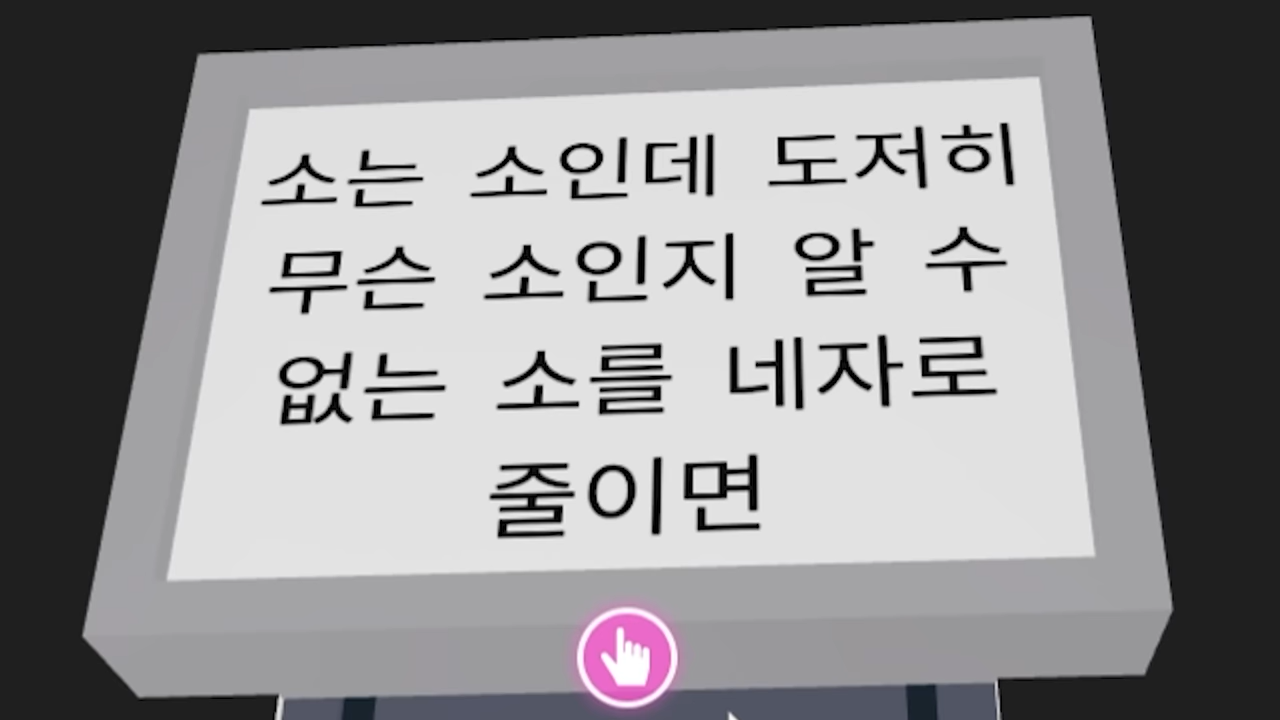 소는 소인데 도저히
무슨 소인지 알 수
없는 소를 네자로
줄이면